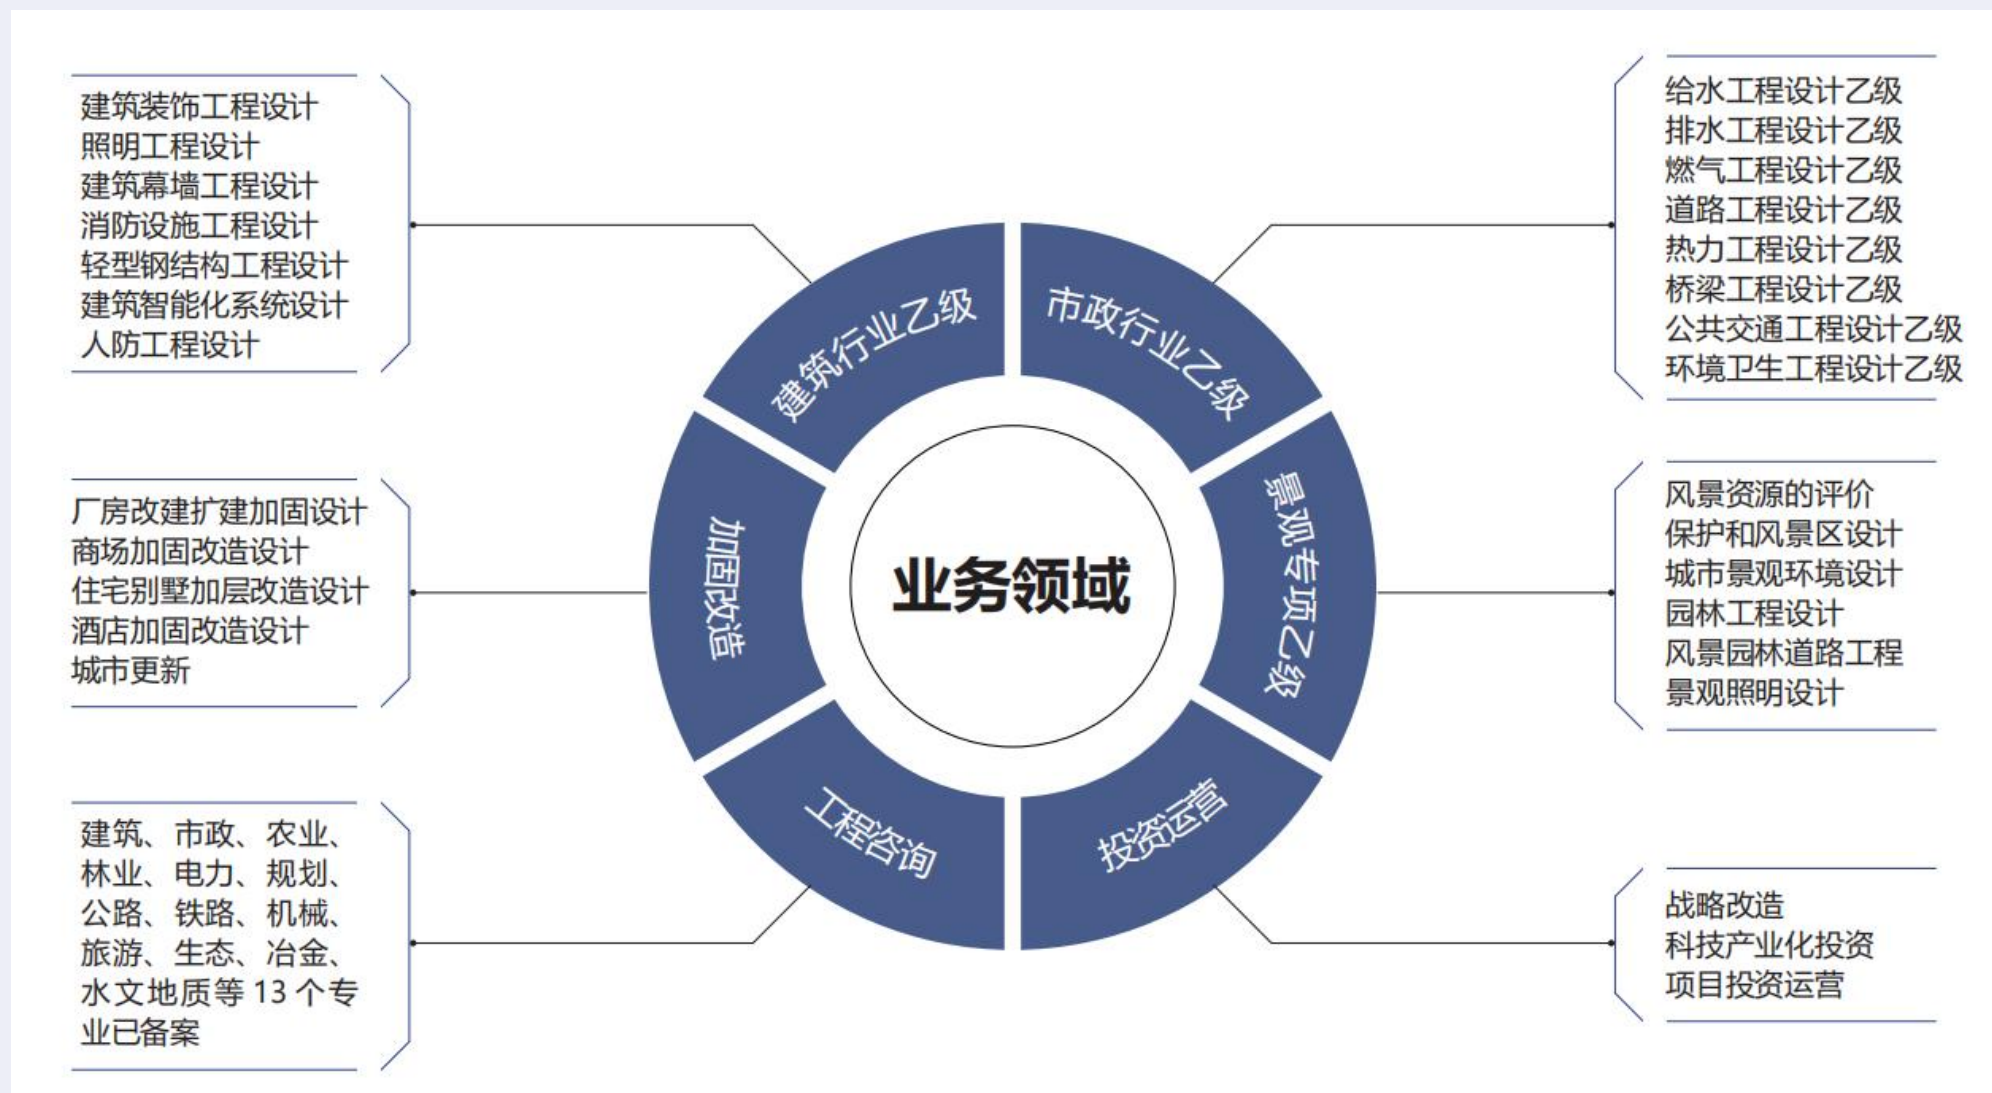 建筑装饰工程设计
照明工程设计
建筑幕墙工程设计
消防设施工程设计
轻型钢结构工程设计
建筑智能化系统设计
人防工程设计
厂房改建扩建加固设计
商场加固改造设计
住宅别墅加层改造设计
酒店加固改造设计
城市更新
建筑、市政、农业、
林业、电力、规划、
公路、铁路、机械、
旅游、生态、冶金、
水文地质等 13 个专
业已备案
建筑行业乙级
市政行业乙级
加固改造
业务领域
景观专项乙级
工程咨询
投资运营
给水工程设计乙级
排水工程设计乙级
燃气工程设计乙级
道路工程设计乙级
热力工程设计乙级
桥梁工程设计乙级
公共交通工程设计乙级
环境卫生工程设计乙级
风景资源的评价
保护和风景区设计
城市景观环境设计
园林工程设计
风景园林道路工程
景观照明设计
战略改造
科技产业化投资
项目投资运营